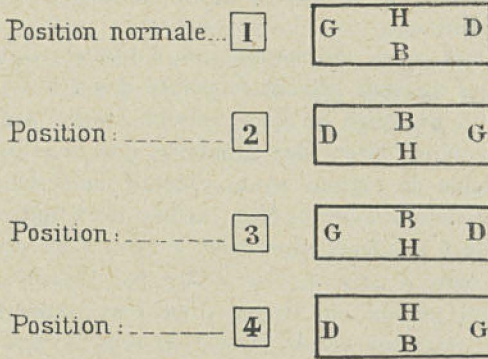 Position normale... 1 G H D
B
Position : ------- 2 D B G
H
Position : ------- 3 G B D
H
Position : ------- 4 D H G
B